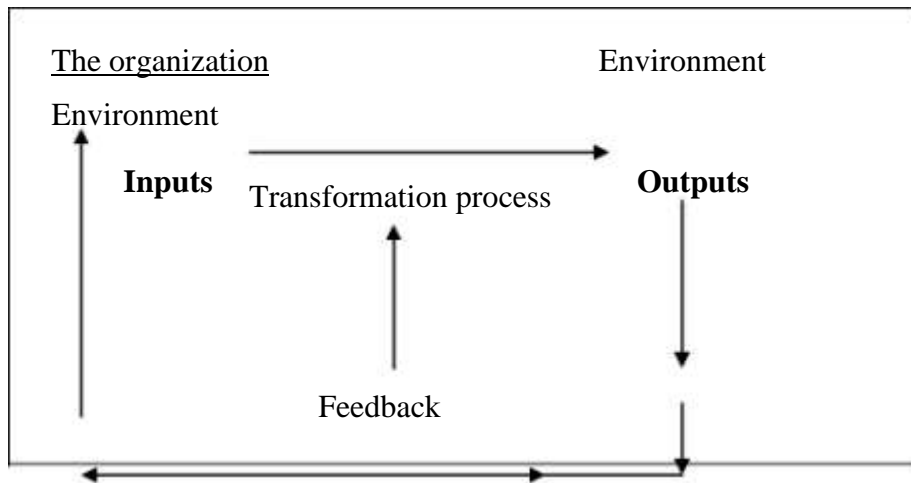 The organization Environment
Environment
Inputs Outputs
Transformation process
Feedback